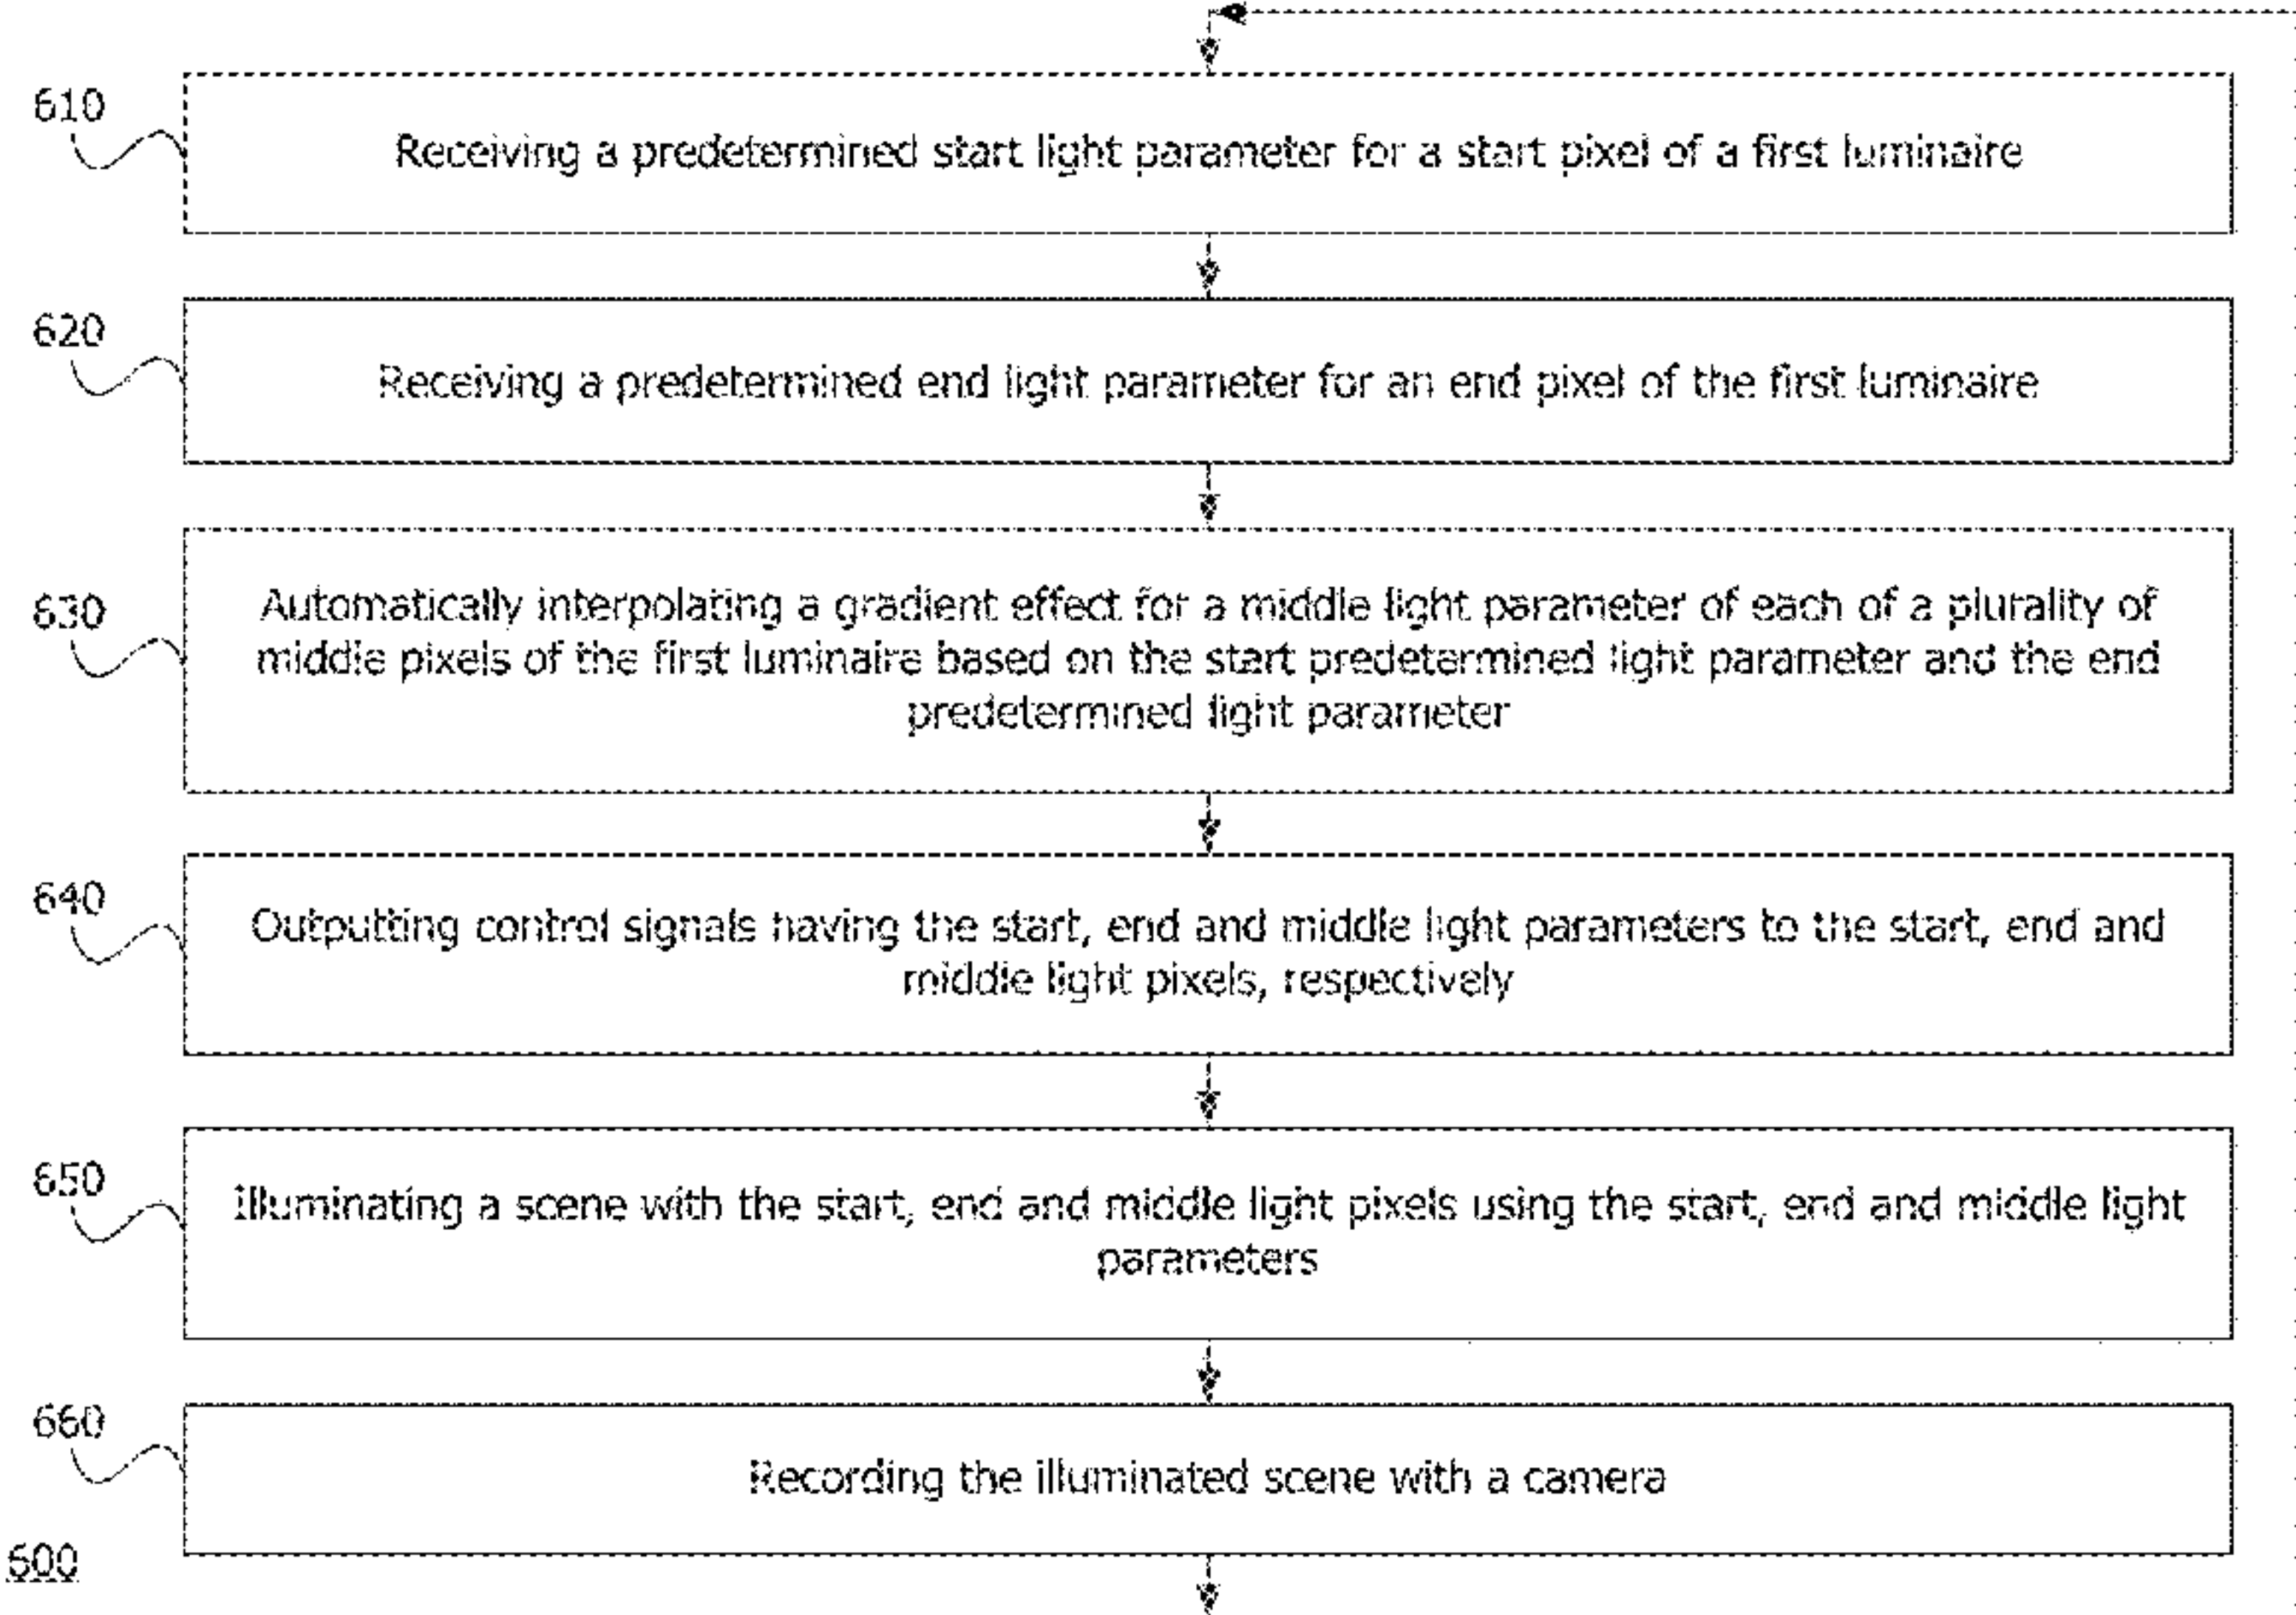 610
Receiving a predetermined start light parameter for a start pixel of a first luminaire
620
Receiving a predetermined end light parameter for an end pixel of the first luminaire
630
Automatically interpolating a gradient effect for a middle light parameter of each of a plurality of
middle pixels of the first luminaire based on the start predetermined light parameter and the end
predetermined light parameter
640
Outputting control signals having the start, end and middle light parameters to the start, end and
middle light pixels, respectively
650
Illuminating a scene with the start, end and middle light pixels using the start, end and middle light
parameters
660
Recording the illuminated scene with a camera
600